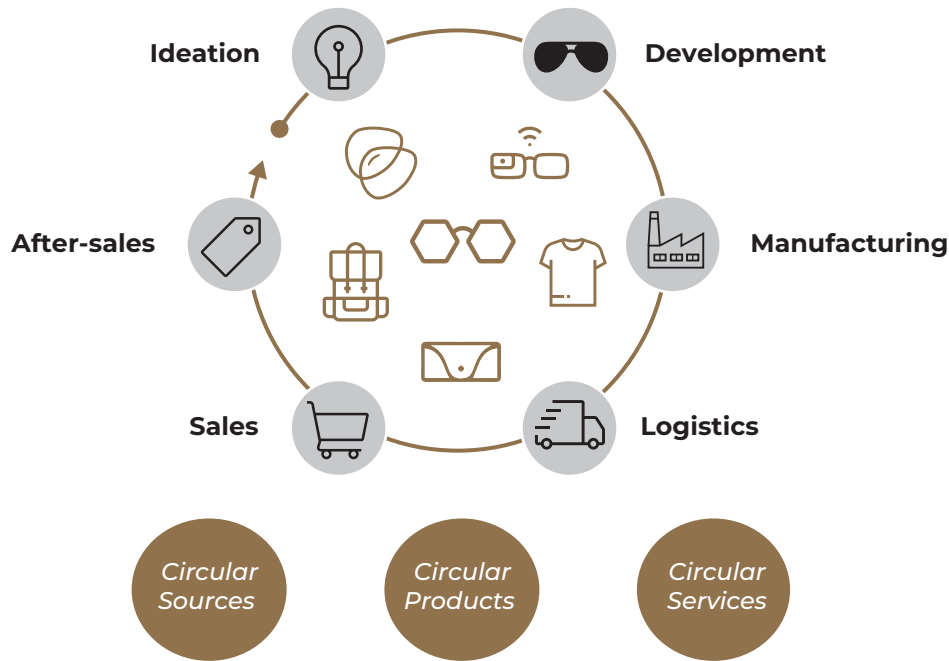 Ideation
Development
After-sales
Manufacturing
Sales
Logistics
Circular
Sources
Circular
Products
Circular
Services